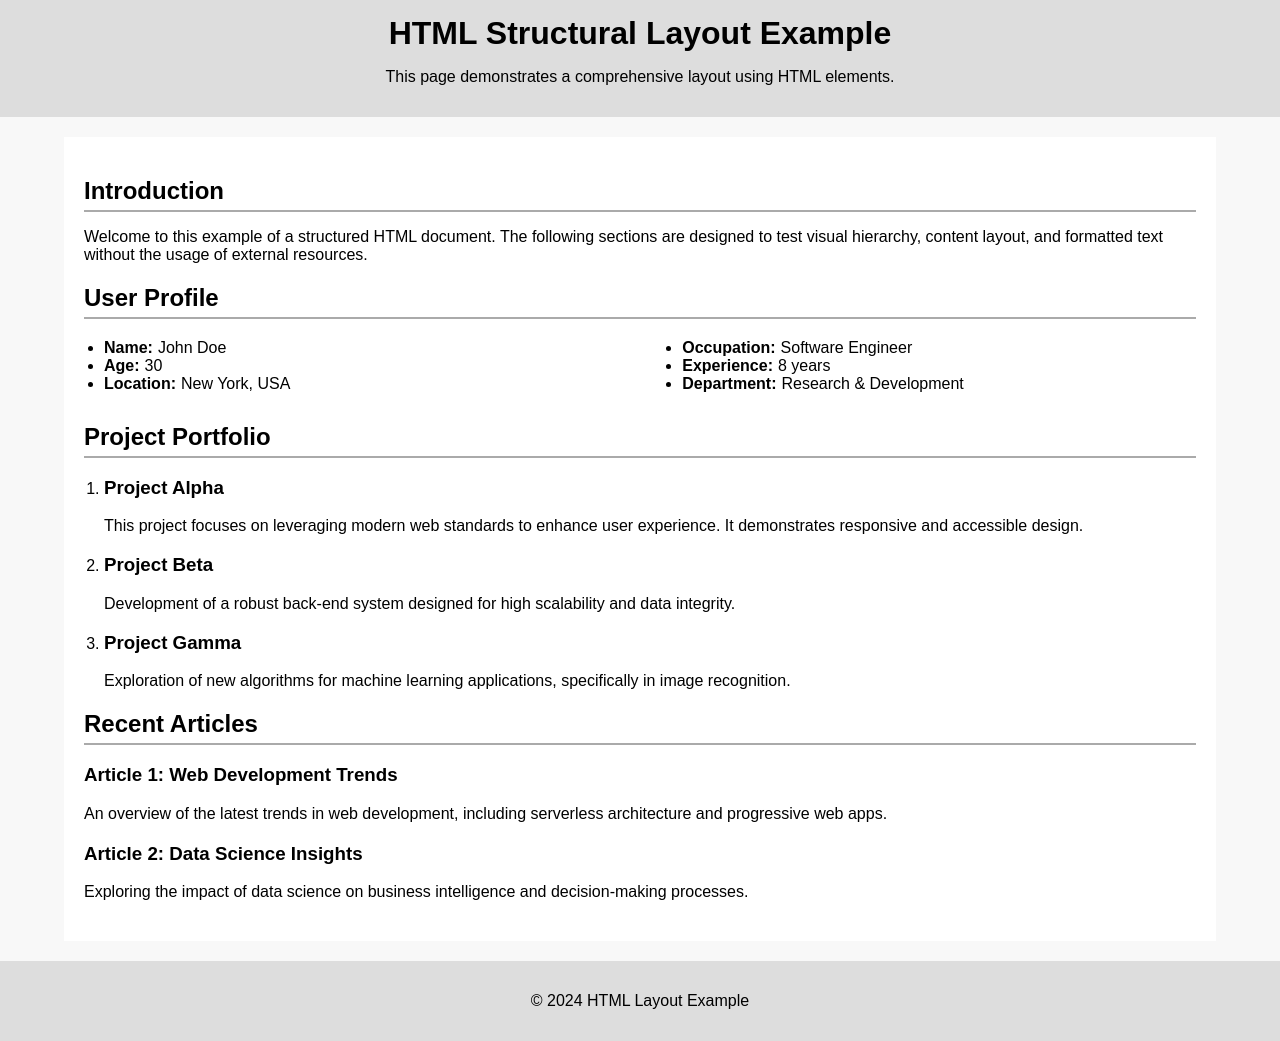 HTML Structural Layout Example
This page demonstrates a comprehensive layout using HTML elements.
Introduction
Welcome to this example of a structured HTML document. The following sections are designed to test visual hierarchy, content layout, and formatted text
without the usage of external resources.
User Profile
• Name: John Doe
• Age: 30
• Location: New York, USA
• Occupation: Software Engineer
• Experience: 8 years
• Department: Research & Development
Project Portfolio
1. Project Alpha
This project focuses on leveraging modern web standards to enhance user experience. It demonstrates responsive and accessible design.
2. Project Beta
Development of a robust back-end system designed for high scalability and data integrity.
3. Project Gamma
Exploration of new algorithms for machine learning applications, specifically in image recognition.
Recent Articles
Article 1: Web Development Trends
An overview of the latest trends in web development, including serverless architecture and progressive web apps.
Article 2: Data Science Insights
Exploring the impact of data science on business intelligence and decision-making processes.
© 2024 HTML Layout Example